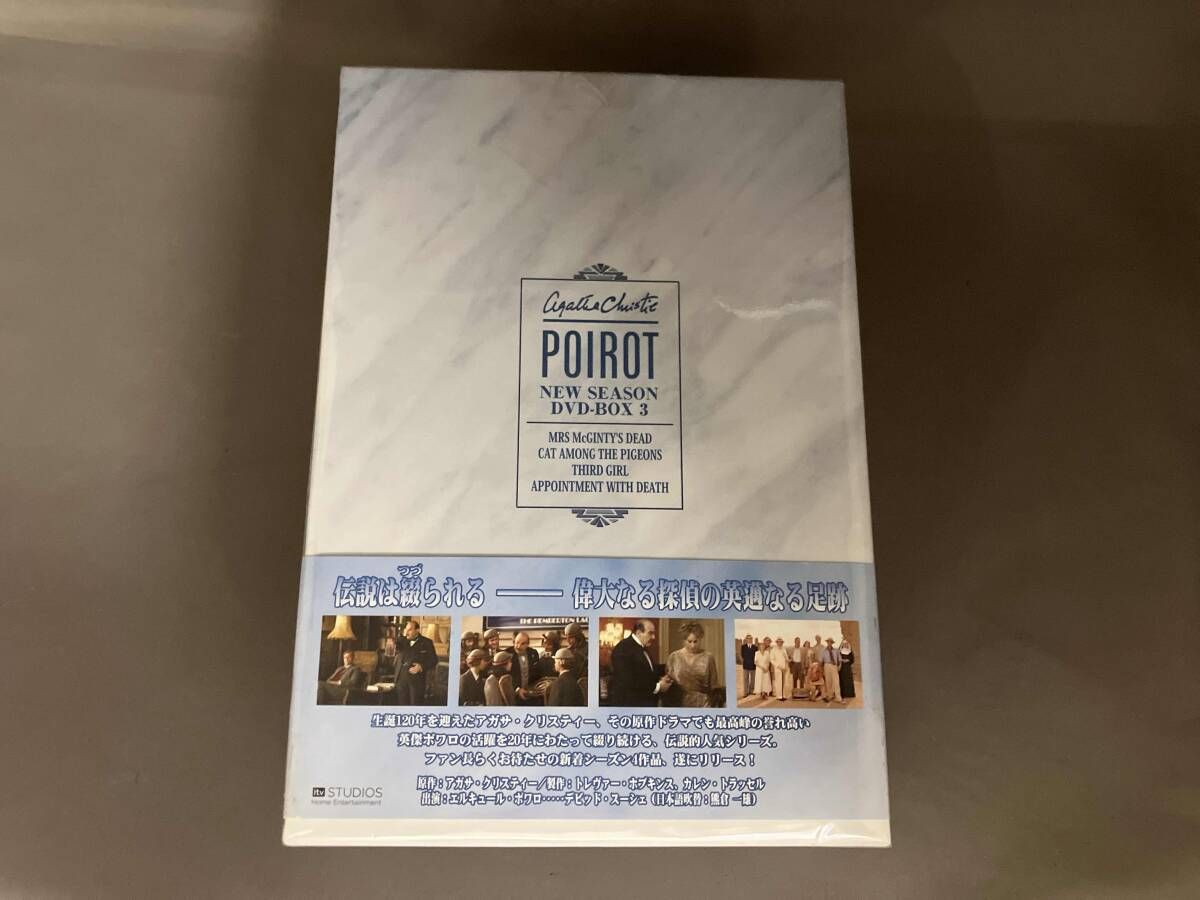 Agatha Christie
POIROT
NEW SEASON
DVD-BOX 3
MRS McGINTY'S DEAD
CAT AMONG THE PIGEONS
THIRD GIRL
APPOINTMENT WITH DEATH
つづ
伝説は綴られる ―― 偉大なる探偵の英邁なる足跡
THE PEMBERTON
生誕120年を迎えたアガサ・クリスティー、その原作ドラマでも最高峰の誉れ高い
英傑ポワロの活躍を20年にわたって綴り続ける、伝説的人気シリーズ。
ファン長らくお待たせの新着シーズン4作品、遂にリリース！
原作：アガサ・クリスティー／製作：トレヴァー・ホプキンス、カレン・トラッセル
出演：エルキュール・ポワロ……デビッド・スーシェ（日本語吹替：熊倉 一雄）
itv STUDIOS
Home Entertainment